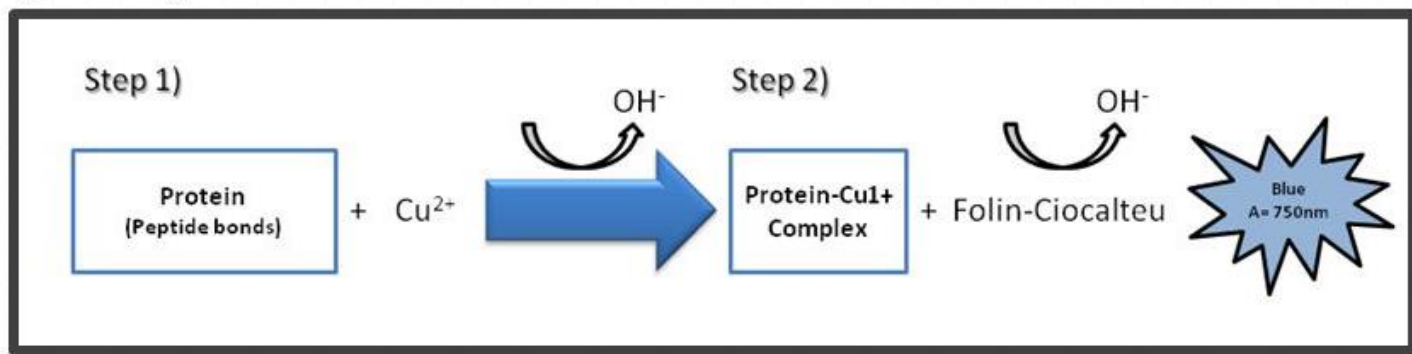 Step 1)
Protein
(Peptide bonds)
+ Cu²⁺
OH⁻
Step 2)
Protein-Cu1+
Complex
+ Folin-Ciocalteu
OH⁻
Blue
A= 750nm